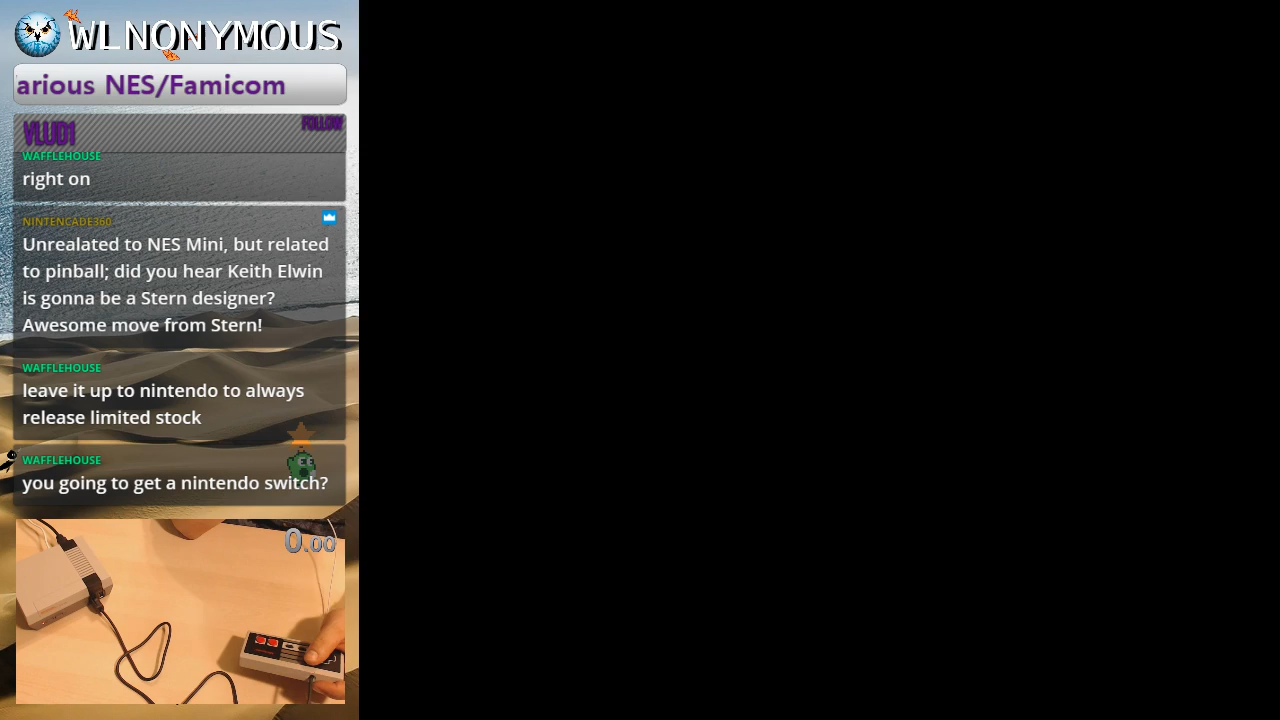 WLNONYMOUS
arious NES/Famicom
VLUD1
FOLLOW
WAFFLEHOUSE
right on
NINTENCADE360
Unrealated to NES Mini, but related
to pinball; did you hear Keith Elwin
is gonna be a Stern designer?
Awesome move from Stern!
WAFFLEHOUSE
leave it up to nintendo to always
release limited stock
WAFFLEHOUSE
you going to get a nintendo switch?
0.00